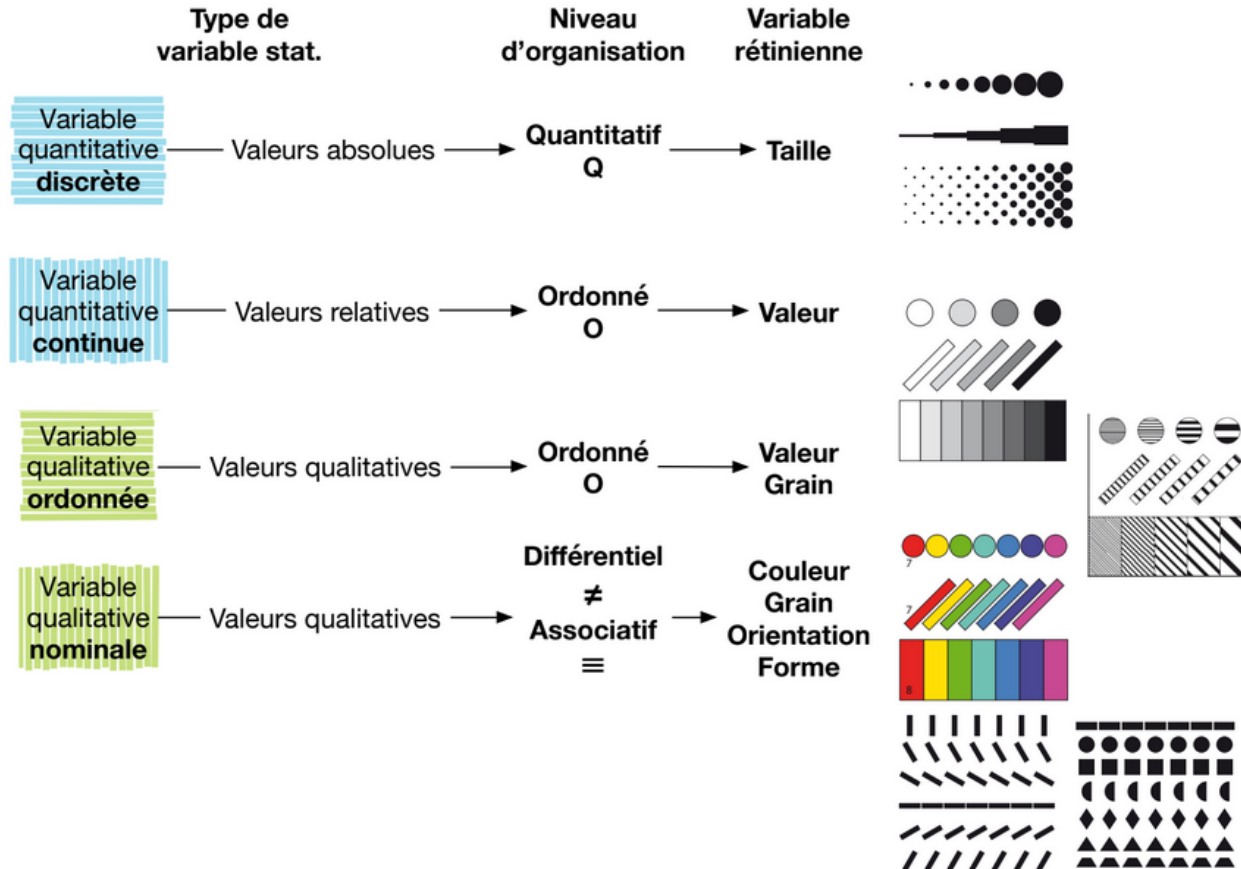 Type de
variable stat.
Niveau
d'organisation
Variable
rétinienne
Variable
quantitative
discrète
Valeurs absolues
Quantitatif
Q
Taille
Variable
quantitative
continue
Valeurs relatives
Ordonné
O
Valeur
Variable
qualitative
ordonnée
Valeurs qualitatives
Ordonné
O
Valeur
Grain
Variable
qualitative
nominale
Valeurs qualitatives
Différentiel
≠
Associatif
≡
Couleur
Grain
Orientation
Forme
7
7
8